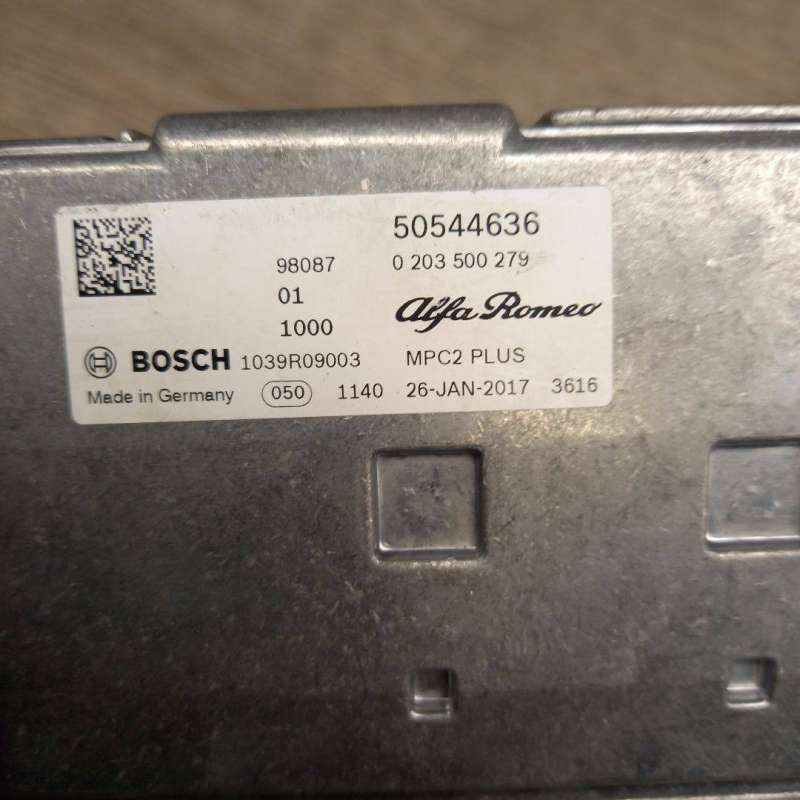 50544636
98087 0 203 500 279
01
1000 Alfa Romeo
BOSCH 1039R09003 MPC2 PLUS
Made in Germany 050 1140 26-JAN-2017 3616